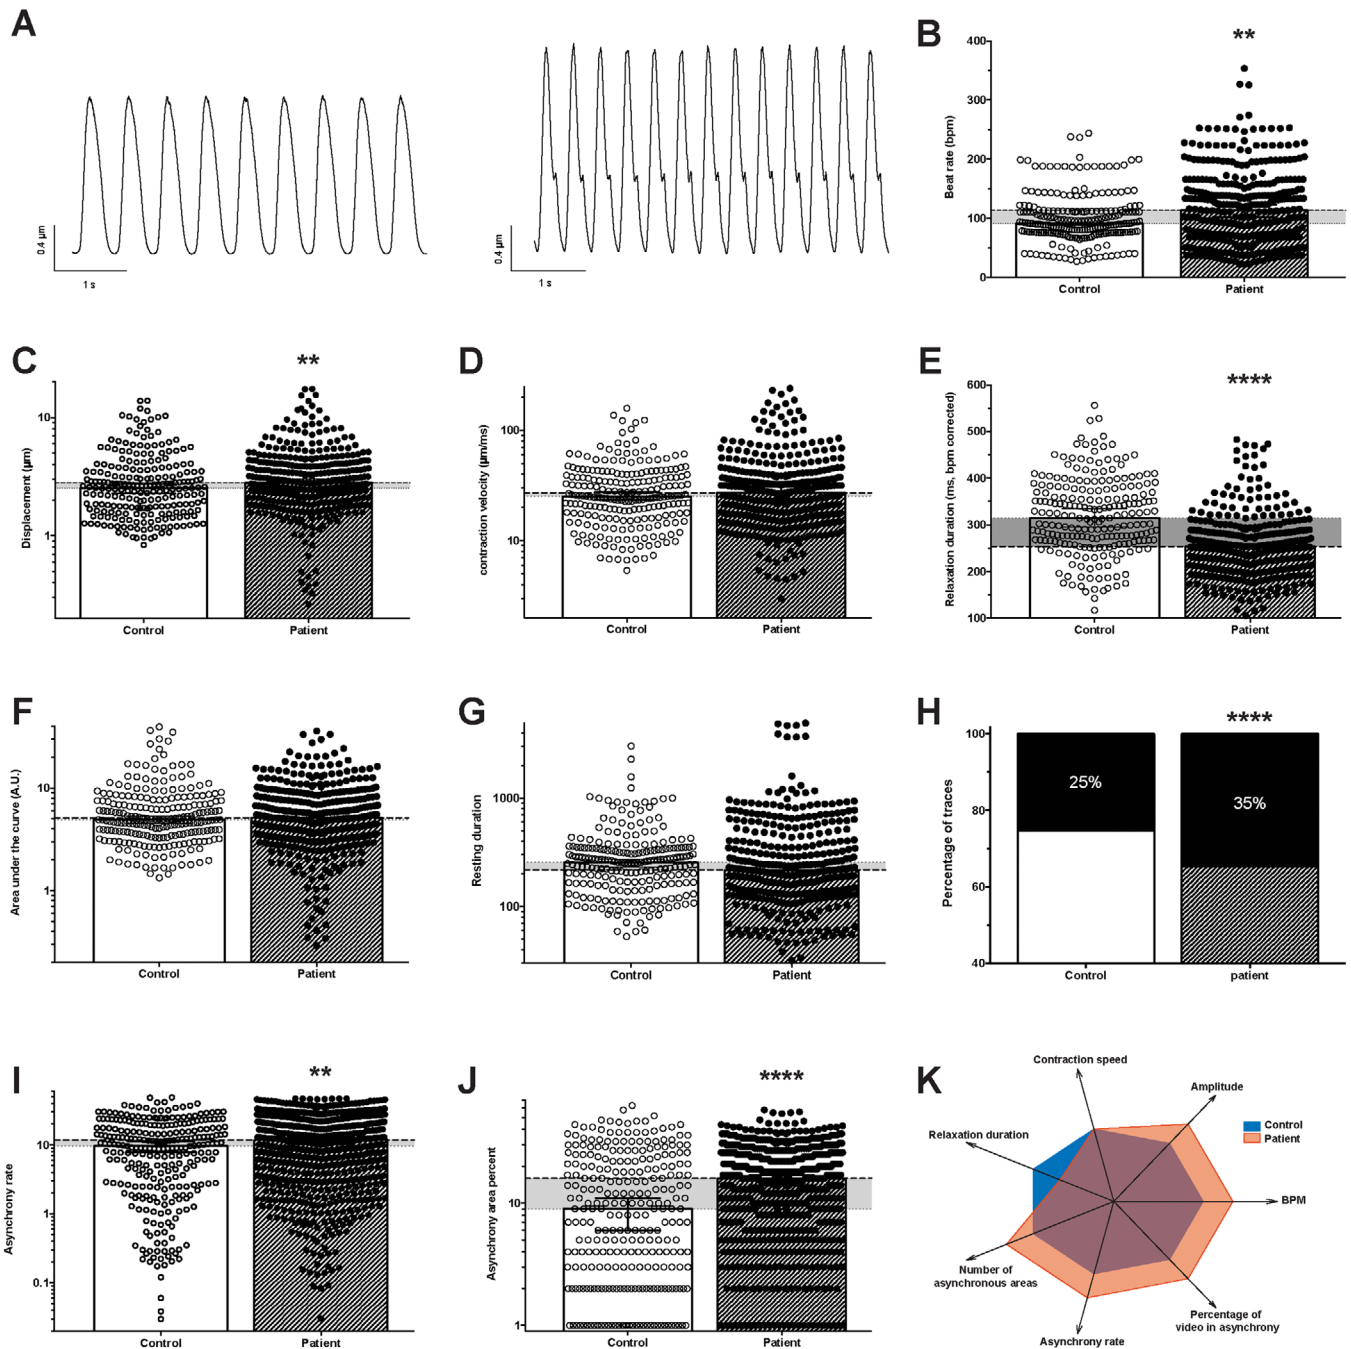 A
0.4 µm
1 s
0.4 µm
1 s
B
**
Beat rate (bpm)
400
300
200
100
0
Control
Patient
C
**
Displacement (µm)
10
1
Control
Patient
D
contraction velocity (µm/ms)
100
10
Control
Patient
E
****
Relaxation duration (ms, bpm corrected)
600
500
400
300
200
100
Control
Patient
F
Area under the curve (A.U.)
10
1
Control
Patient
G
Resting duration
1000
100
Control
Patient
H
****
Percentage of traces
100
80
60
40
25%
35%
Control
patient
I
**
Asynchrony rate
10
1
0.1
Control
Patient
J
****
Asynchrony area percent
10
1
Control
Patient
K
Contraction speed
Amplitude
Control
Patient
Relaxation duration
BPM
Number of
asynchronous areas
Percentage of
video in asynchrony
Asynchrony rate